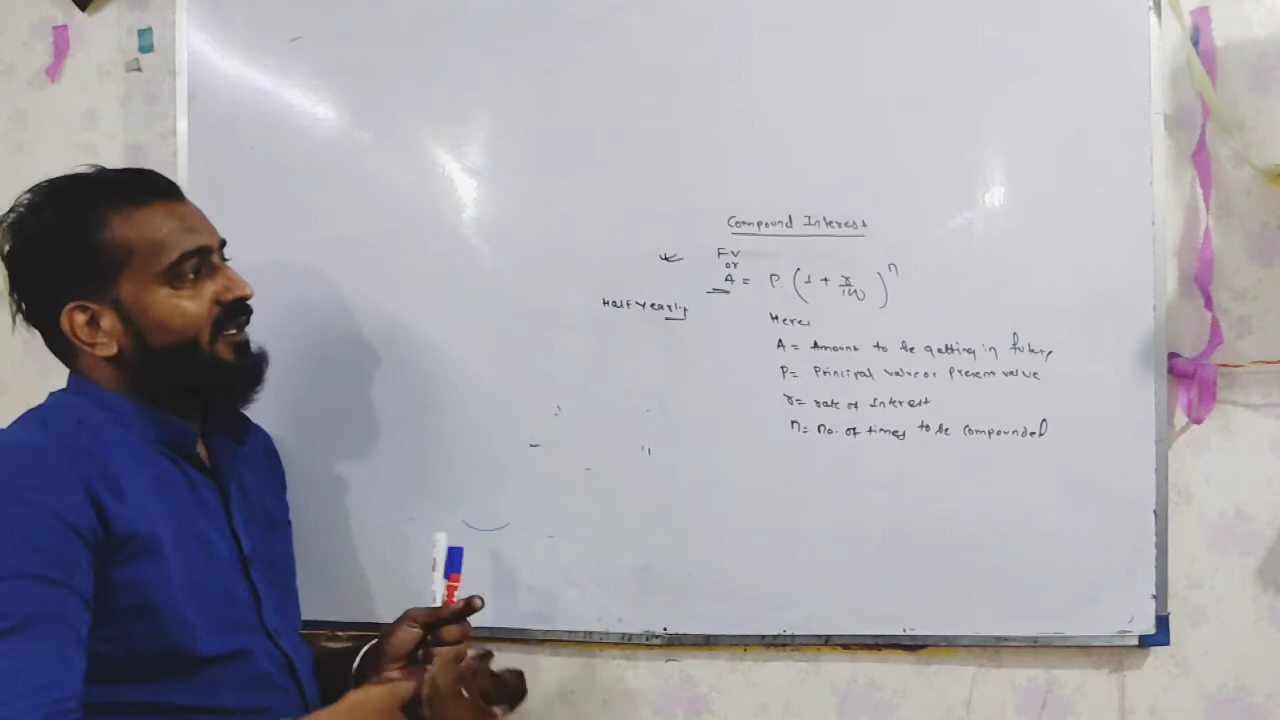 Compound Interest
FV
or
A = P. (1 + r/100)^n
Half Yearly
Here,
A = Amount to be getting in future
P = Principal value or Present value
r = rate of Interest
n = no. of times to be compounded